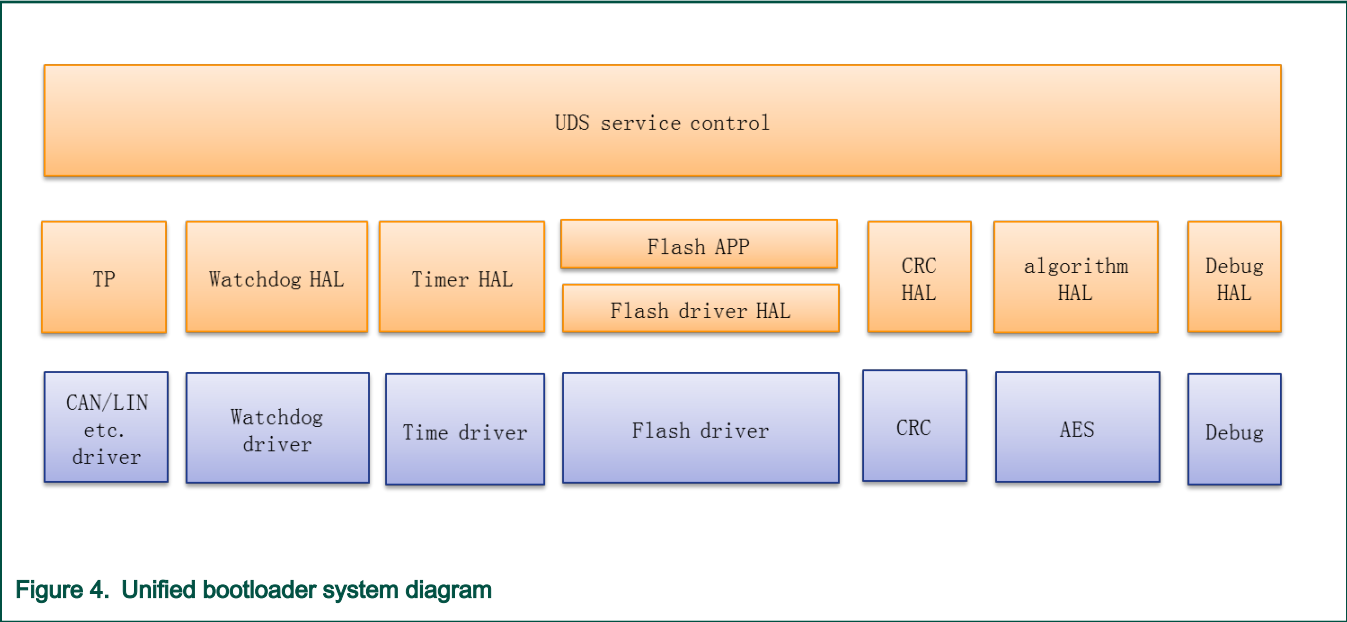 UDS service control
TP
Watchdog HAL
Timer HAL
Flash APP
Flash driver HAL
CRC
HAL
algorithm
HAL
Debug
HAL
CAN/LIN
etc.
driver
Watchdog
driver
Time driver
Flash driver
CRC
AES
Debug
Figure 4. Unified bootloader system diagram